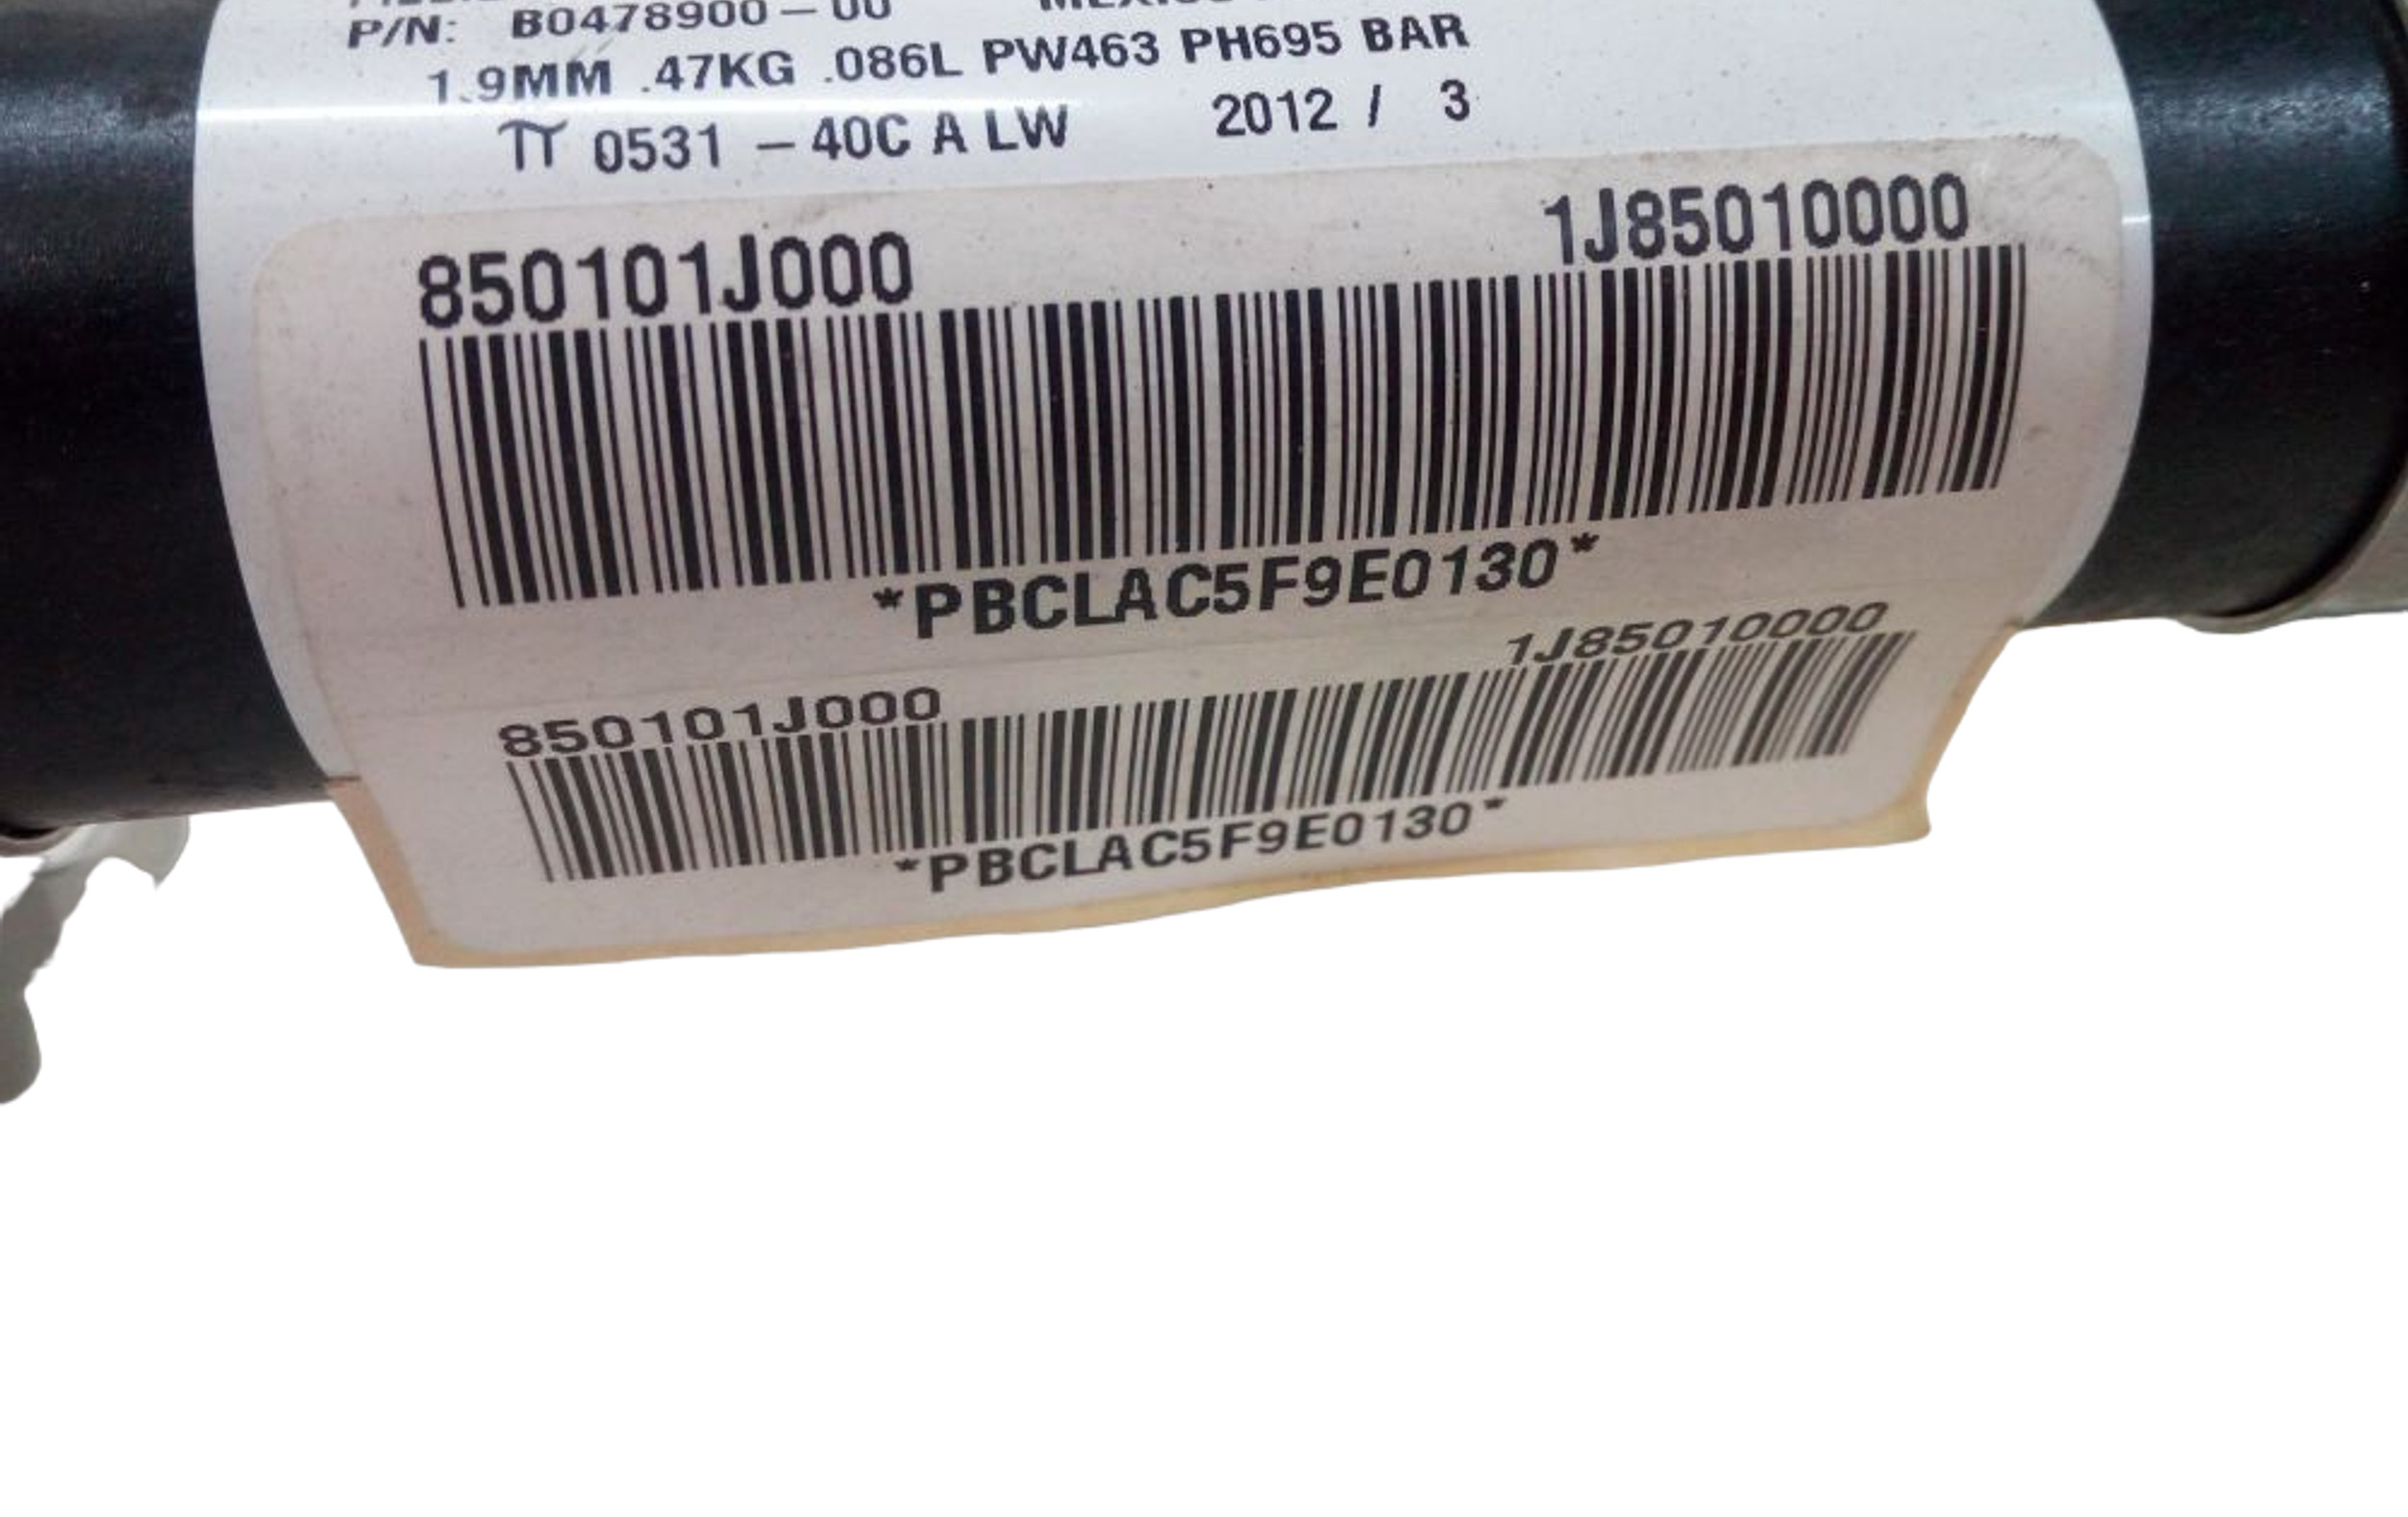 P/N: B0478900-00
1.9MM .47KG .086L PW463 PH695 BAR
π 0531 -40C A LW 2012 / 3
850101J000 1J85010000
*PBCLAC5F9E0130*
850101J000 1J85010000
*PBCLAC5F9E0130*